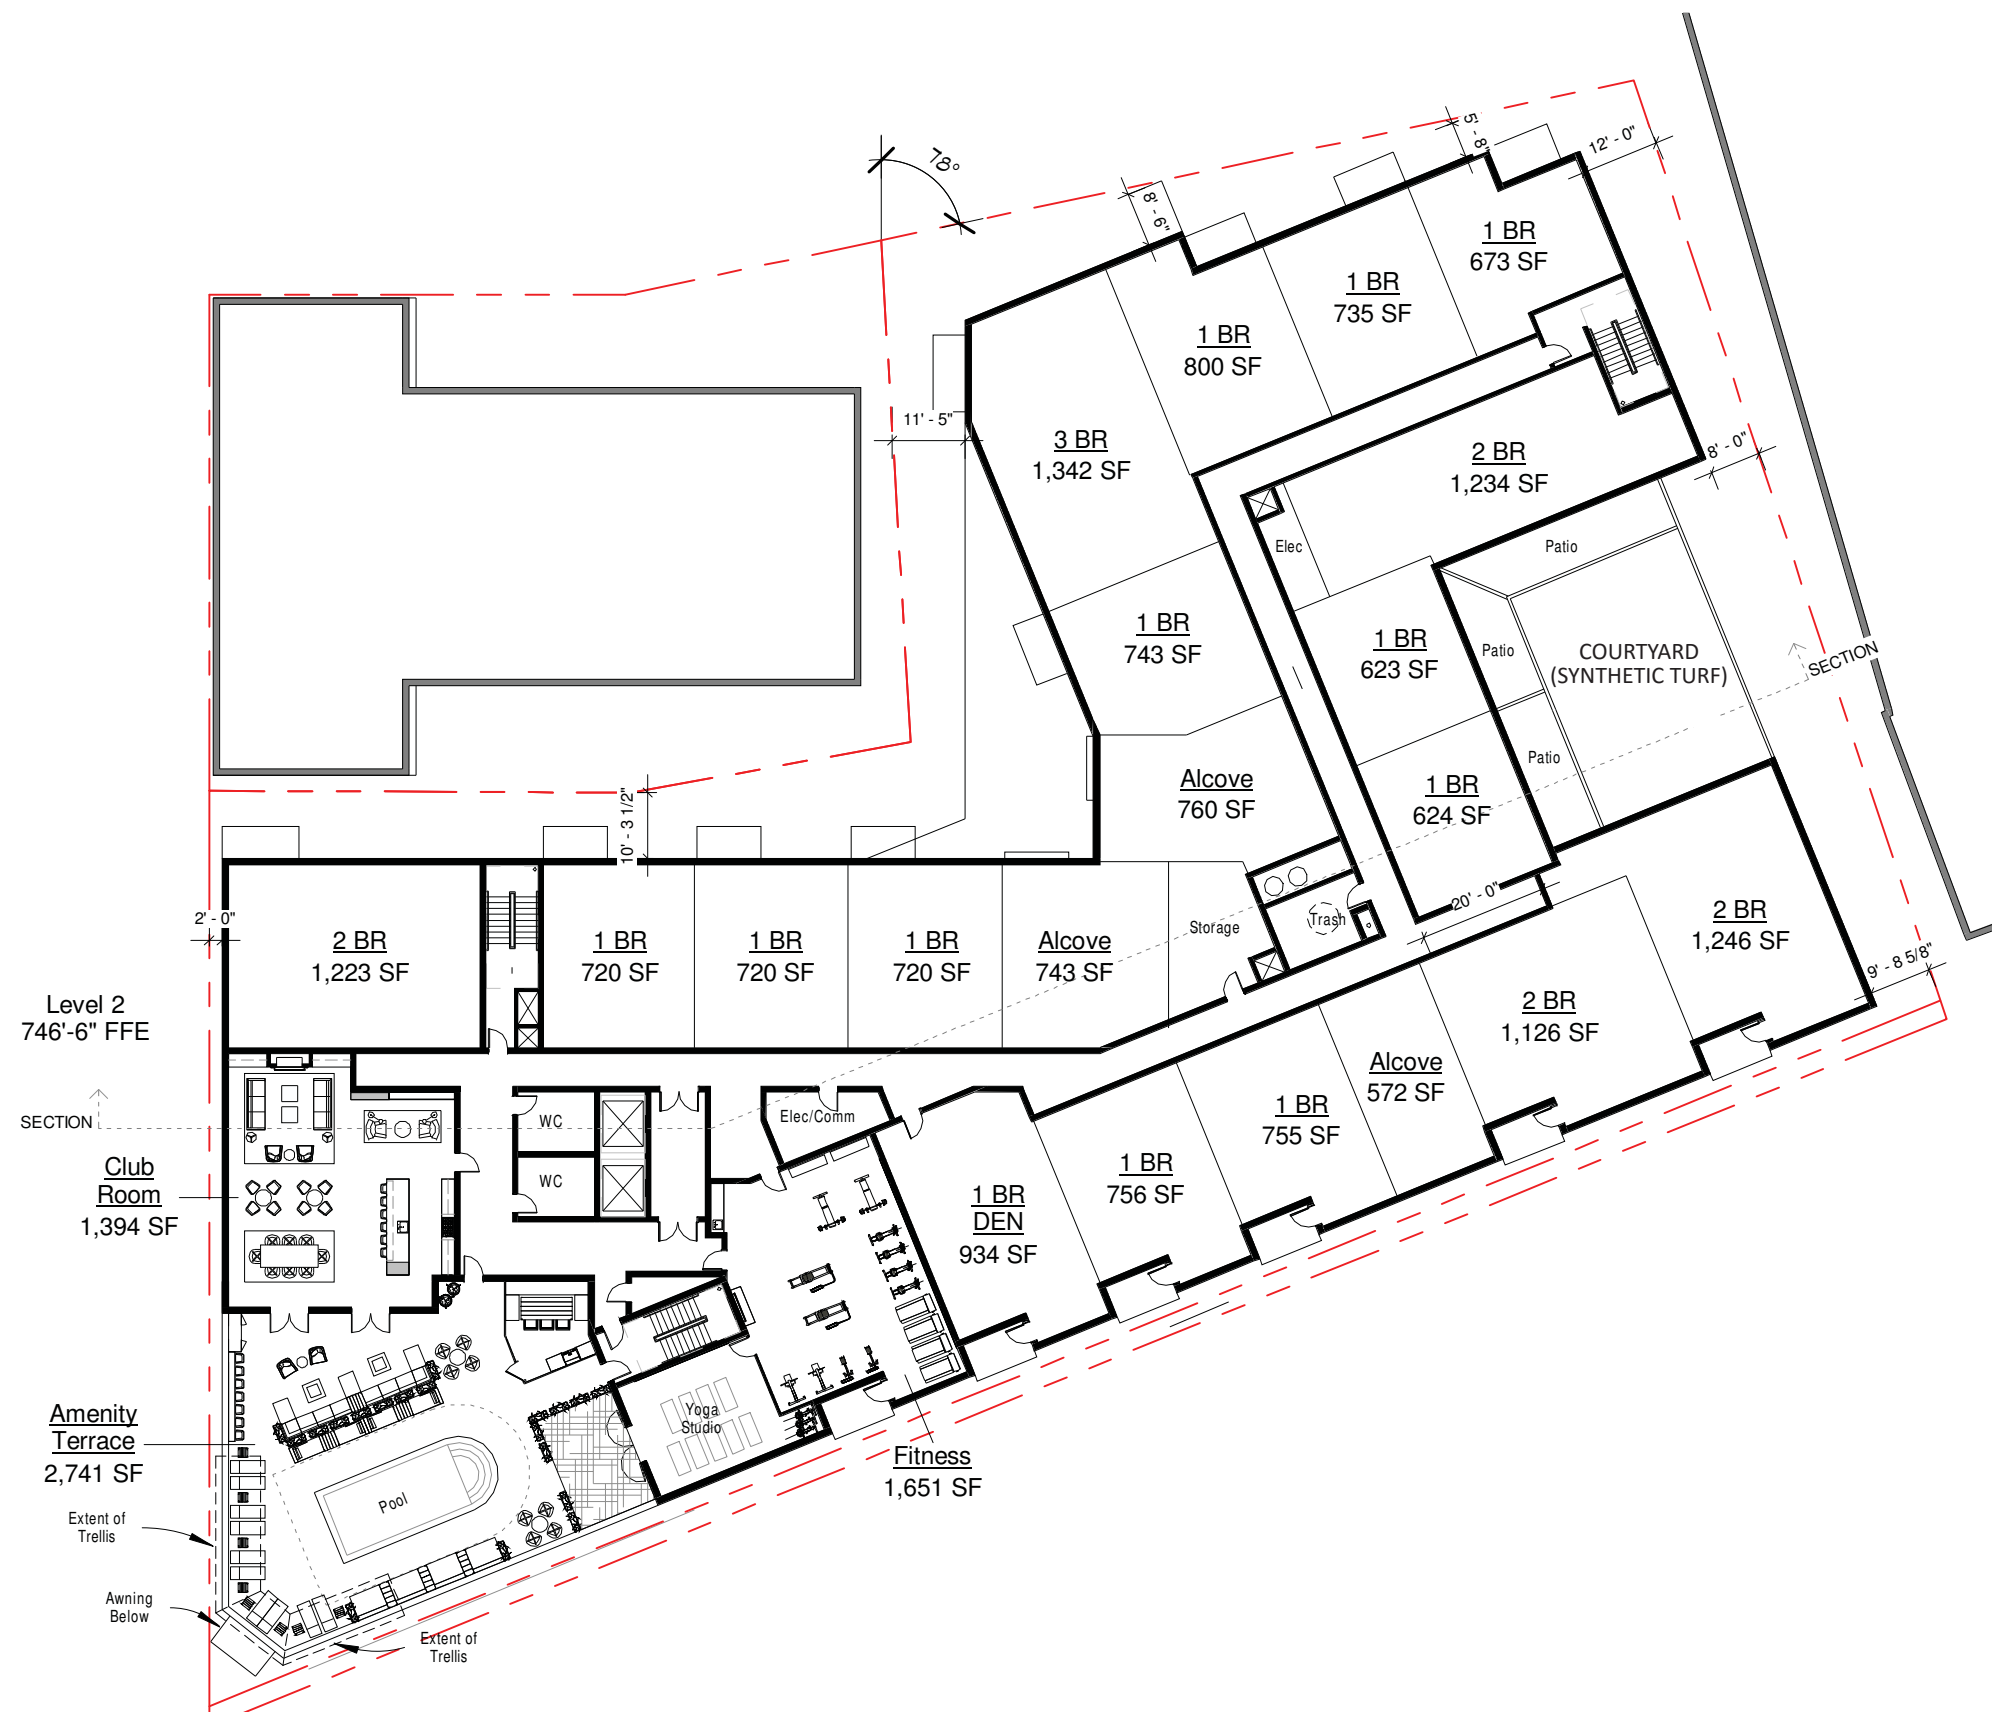 5' - 8"
12' - 0"
78°
8' - 6"
1 BR
673 SF
1 BR
735 SF
1 BR
800 SF
11' - 5"
3 BR
1,342 SF
2 BR
1,234 SF
8' - 0"
Elec
Patio
1 BR
743 SF
1 BR
623 SF
Patio
COURTYARD
(SYNTHETIC TURF)
SECTION
Patio
Alcove
760 SF
1 BR
624 SF
10' - 3 1/2"
2' - 0"
2 BR
1,223 SF
1 BR
720 SF
1 BR
720 SF
1 BR
720 SF
Alcove
743 SF
Storage
Trash
20' - 0"
2 BR
1,246 SF
9' - 8 5/8"
Level 2
746'-6" FFE
2 BR
1,126 SF
Alcove
572 SF
1 BR
755 SF
1 BR
756 SF
1 BR
DEN
934 SF
SECTION
WC
WC
Elec/Comm
Club
Room
1,394 SF
Amenity
Terrace
2,741 SF
Yoga
Studio
Fitness
1,651 SF
Pool
Extent of
Trellis
Awning
Below
Extent of
Trellis